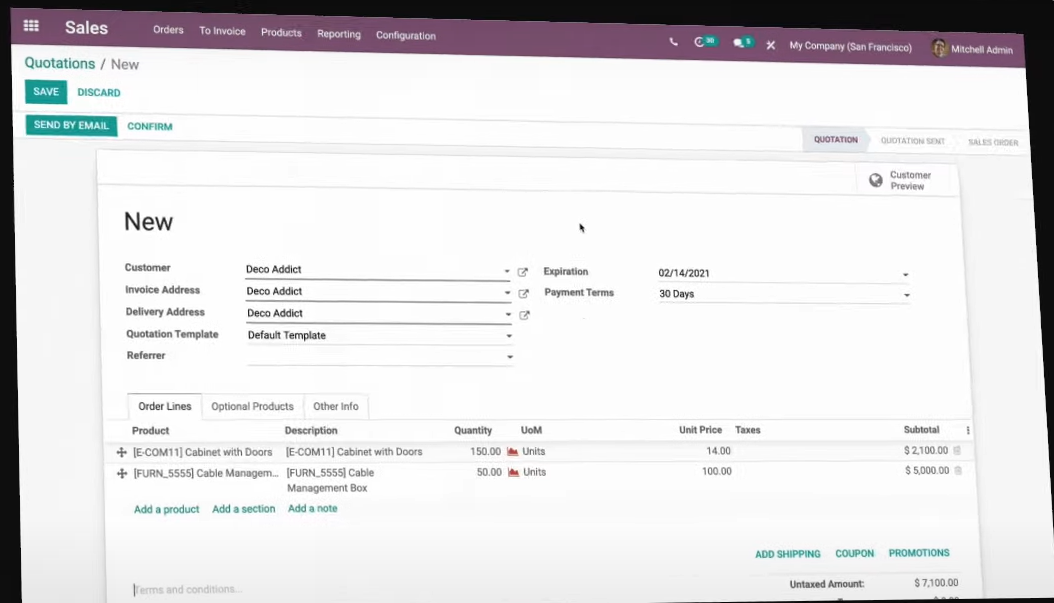 Sales Orders To Invoice Products Reporting Configuration 5 My Company (San Francisco) Mitchell Admin
Quotations / New
SAVE DISCARD
SEND BY EMAIL CONFIRM QUOTATION QUOTATION SENT SALES ORDER
Customer
Preview
New
Customer Deco Addict Expiration 02/14/2021
Invoice Address Deco Addict Payment Terms 30 Days
Delivery Address Deco Addict
Quotation Template Default Template
Referrer
Order Lines Optional Products Other Info
Product Description Quantity UoM Unit Price Taxes Subtotal
[E-COM11] Cabinet with Doors [E-COM11] Cabinet with Doors 150.00 Units 14.00 $ 2,100.00
[FURN_5555] Cable Managem... [FURN_5555] Cable 50.00 Units 100.00 $ 5,000.00
Management Box
Add a product Add a section Add a note
ADD SHIPPING COUPON PROMOTIONS
Terms and conditions... Untaxed Amount: $ 7,100.00